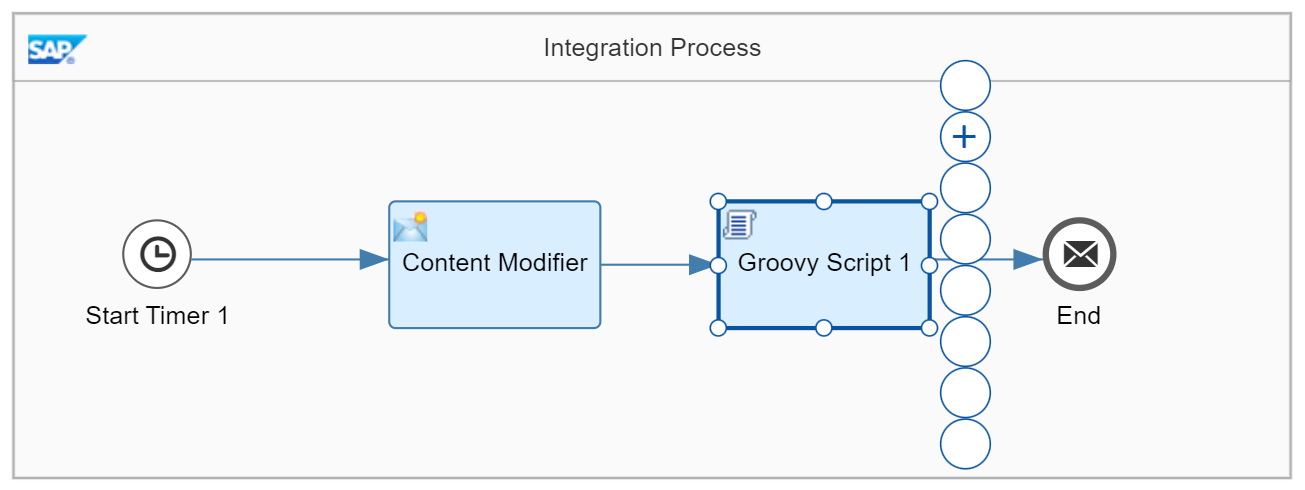 SAP
Integration Process
Content Modifier
Groovy Script 1
Start Timer 1
End